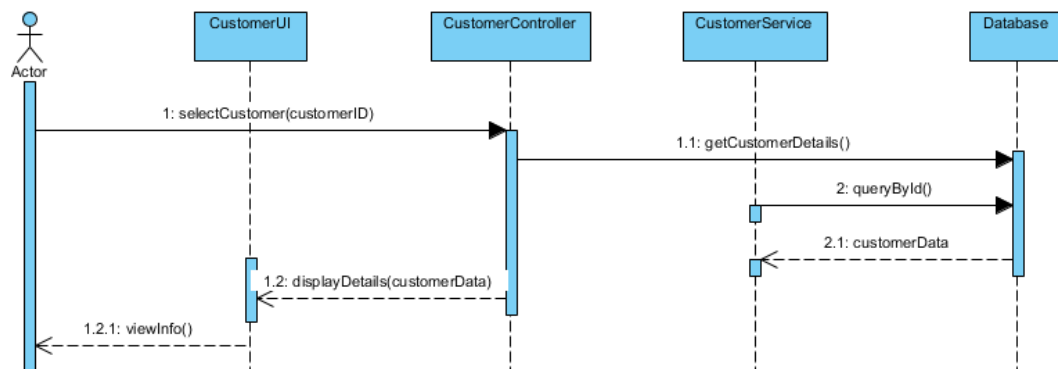 CustomerUI
CustomerController
CustomerService
Database
Actor
1: selectCustomer(customerID)
1.1: getCustomerDetails()
2: queryById()
2.1: customerData
1.2: displayDetails(customerData)
1.2.1: viewInfo()